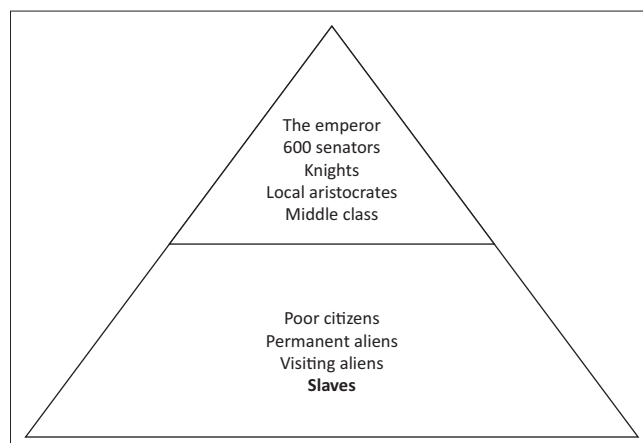 The emperor
600 senators
Knights
Local aristocrates
Middle class
Poor citizens
Permanent aliens
Visiting aliens
Slaves